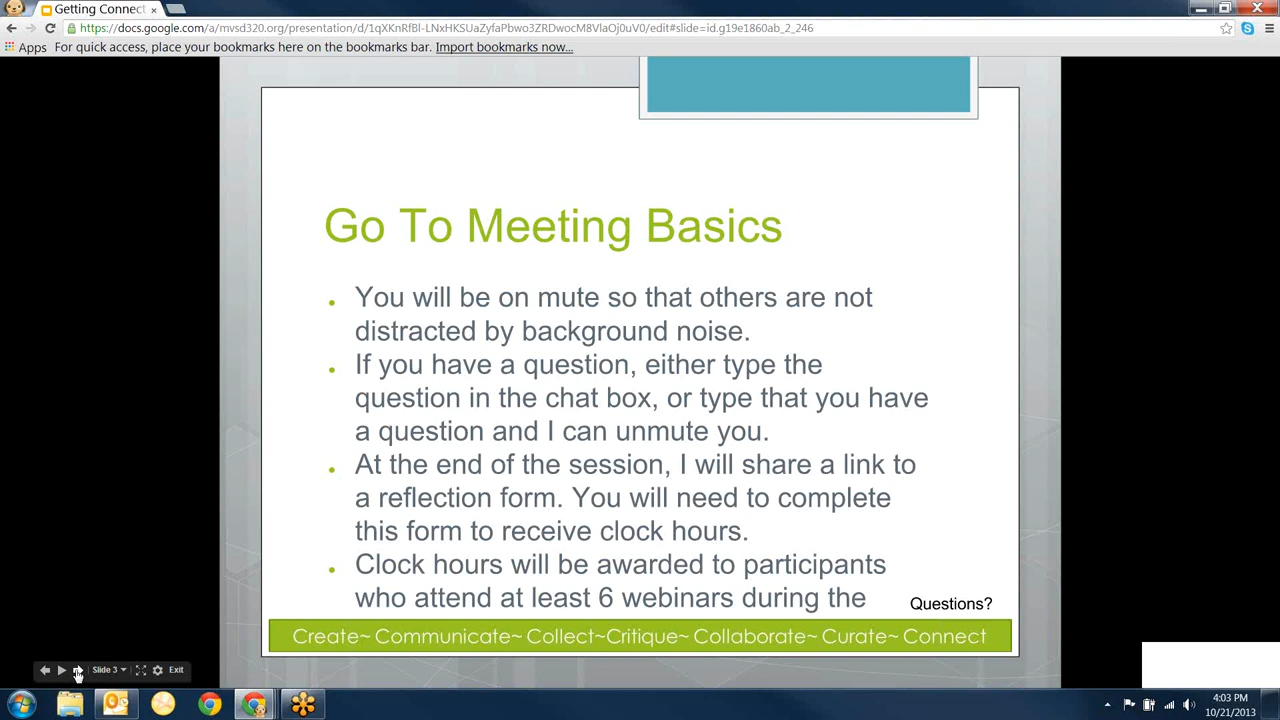 Getting Connect
https://docs.google.com/a/mvsd320.org/presentation/d/1qXKnRfBl-LNxHKSUaZyfaPbwo3ZRDwcM8VlaOj0uV0/edit#slide=id.g19e1860ab_2_246
Apps For quick access, place your bookmarks here on the bookmarks bar. Import bookmarks now...
Go To Meeting Basics
You will be on mute so that others are not
distracted by background noise.
If you have a question, either type the
question in the chat box, or type that you have
a question and I can unmute you.
At the end of the session, I will share a link to
a reflection form. You will need to complete
this form to receive clock hours.
Clock hours will be awarded to participants
who attend at least 6 webinars during the
Questions?
Create~ Communicate~ Collect~Critique~ Collaborate~ Curate~ Connect
Slide 3 Exit
4:03 PM
10/21/2013